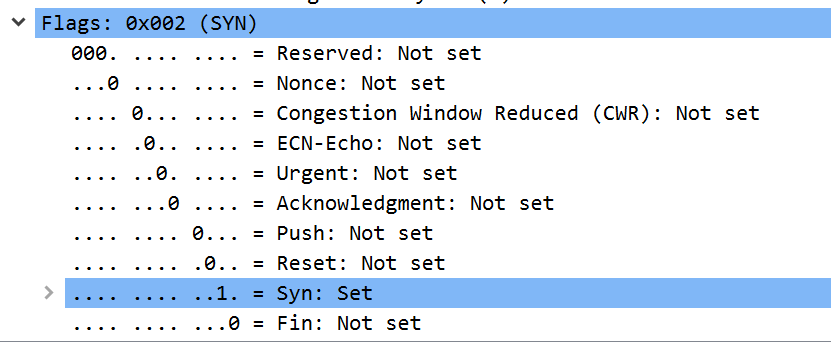 Flags: 0x002 (SYN)
000. .... .... = Reserved: Not set
...0 .... .... = Nonce: Not set
.... 0... .... = Congestion Window Reduced (CWR): Not set
.... .0.. .... = ECN-Echo: Not set
.... ..0. .... = Urgent: Not set
.... ...0 .... = Acknowledgment: Not set
.... .... 0... = Push: Not set
.... .... .0.. = Reset: Not set
.... .... ..1. = Syn: Set
.... .... ...0 = Fin: Not set